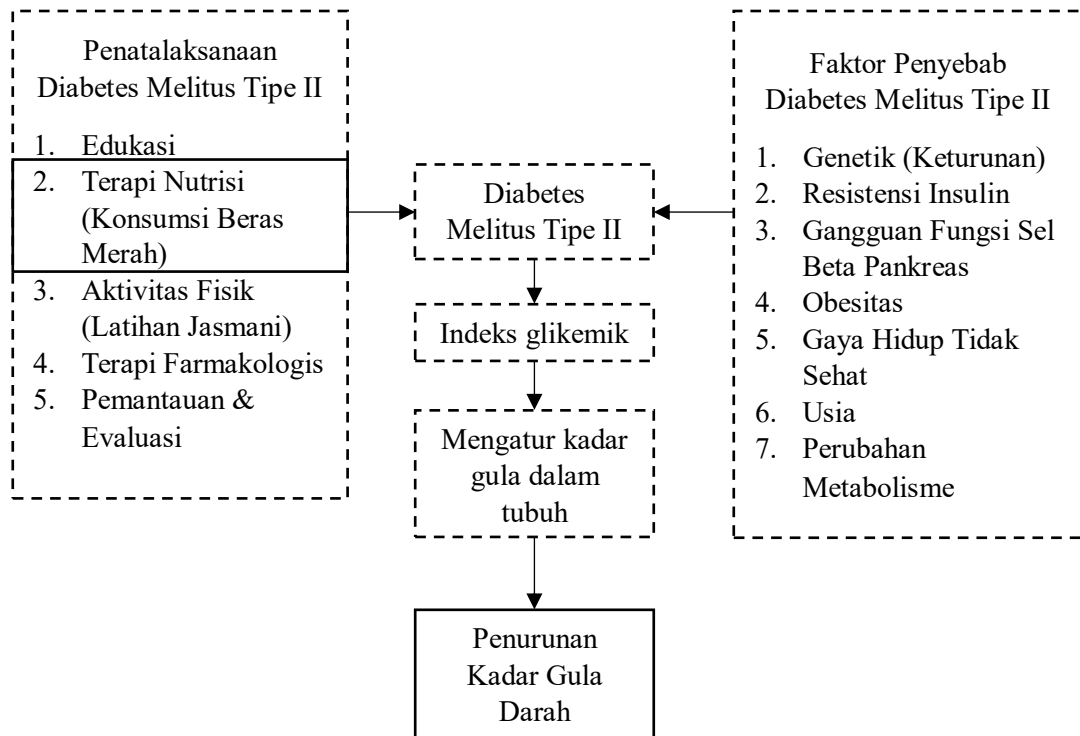 Penatalaksanaan
Diabetes Melitus Tipe II
1. Edukasi
2. Terapi Nutrisi
(Konsumsi Beras
Merah)
3. Aktivitas Fisik
(Latihan Jasmani)
4. Terapi Farmakologis
5. Pemantauan &
Evaluasi
Diabetes
Melitus Tipe II
Indeks glikemik
Mengatur kadar
gula dalam
tubuh
Penurunan
Kadar Gula
Darah
Faktor Penyebab
Diabetes Melitus Tipe II
1. Genetik (Keturunan)
2. Resistensi Insulin
3. Gangguan Fungsi Sel
Beta Pankreas
4. Obesitas
5. Gaya Hidup Tidak
Sehat
6. Usia
7. Perubahan
Metabolisme